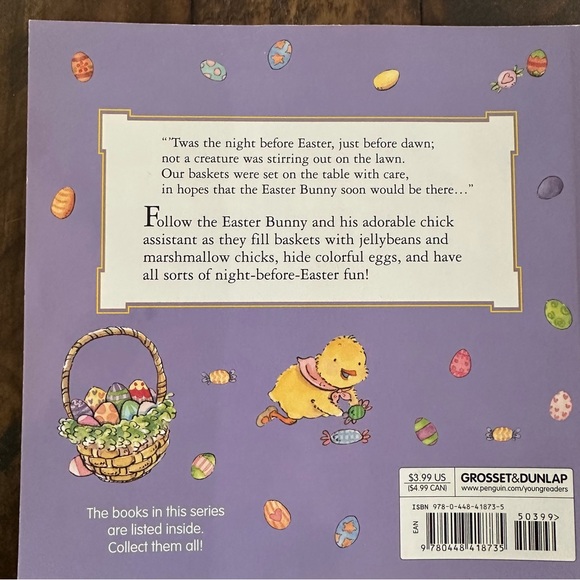 “ ’Twas the night before Easter, just before dawn;
not a creature was stirring out on the lawn.
Our baskets were set on the table with care,
in hopes that the Easter Bunny soon would be there…”
Follow the Easter Bunny and his adorable chick
assistant as they fill baskets with jellybeans and
marshmallow chicks, hide colorful eggs, and have
all sorts of night-before-Easter fun!
The books in this series
are listed inside.
Collect them all!
$3.99 US
($4.99 CAN)
GROSSET&DUNLAP
www.penguin.com/youngreaders
ISBN 978-0-448-41873-5
50399>
EAN
9 780448 418735